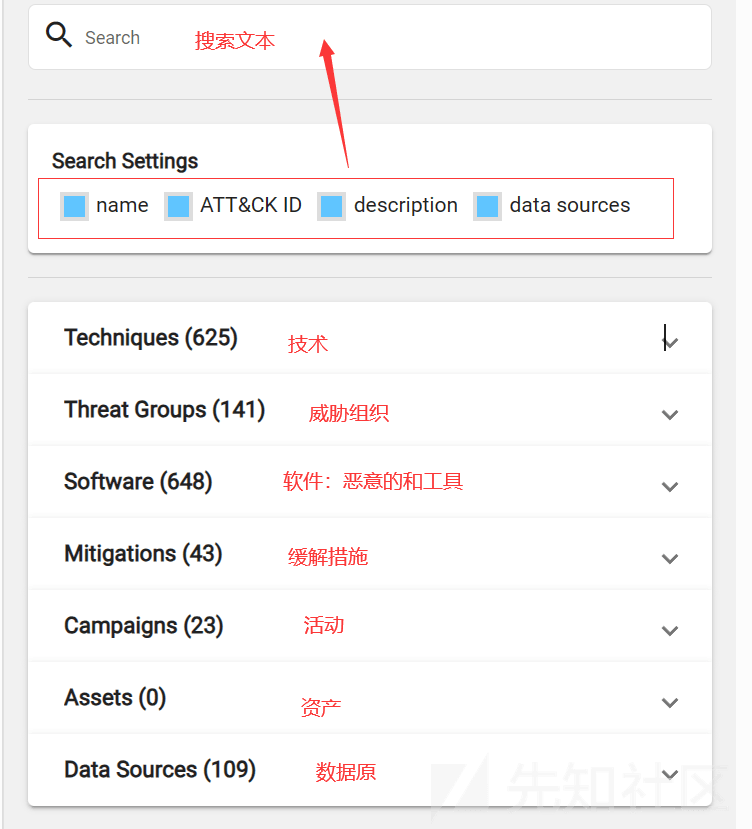 Search 搜索文本
Search Settings
name ATT&CK ID description data sources
Techniques (625) 技术
Threat Groups (141) 威胁组织
Software (648) 软件：恶意的和工具
Mitigations (43) 缓解措施
Campaigns (23) 活动
Assets (0) 资产
Data Sources (109) 数据原
先知社区